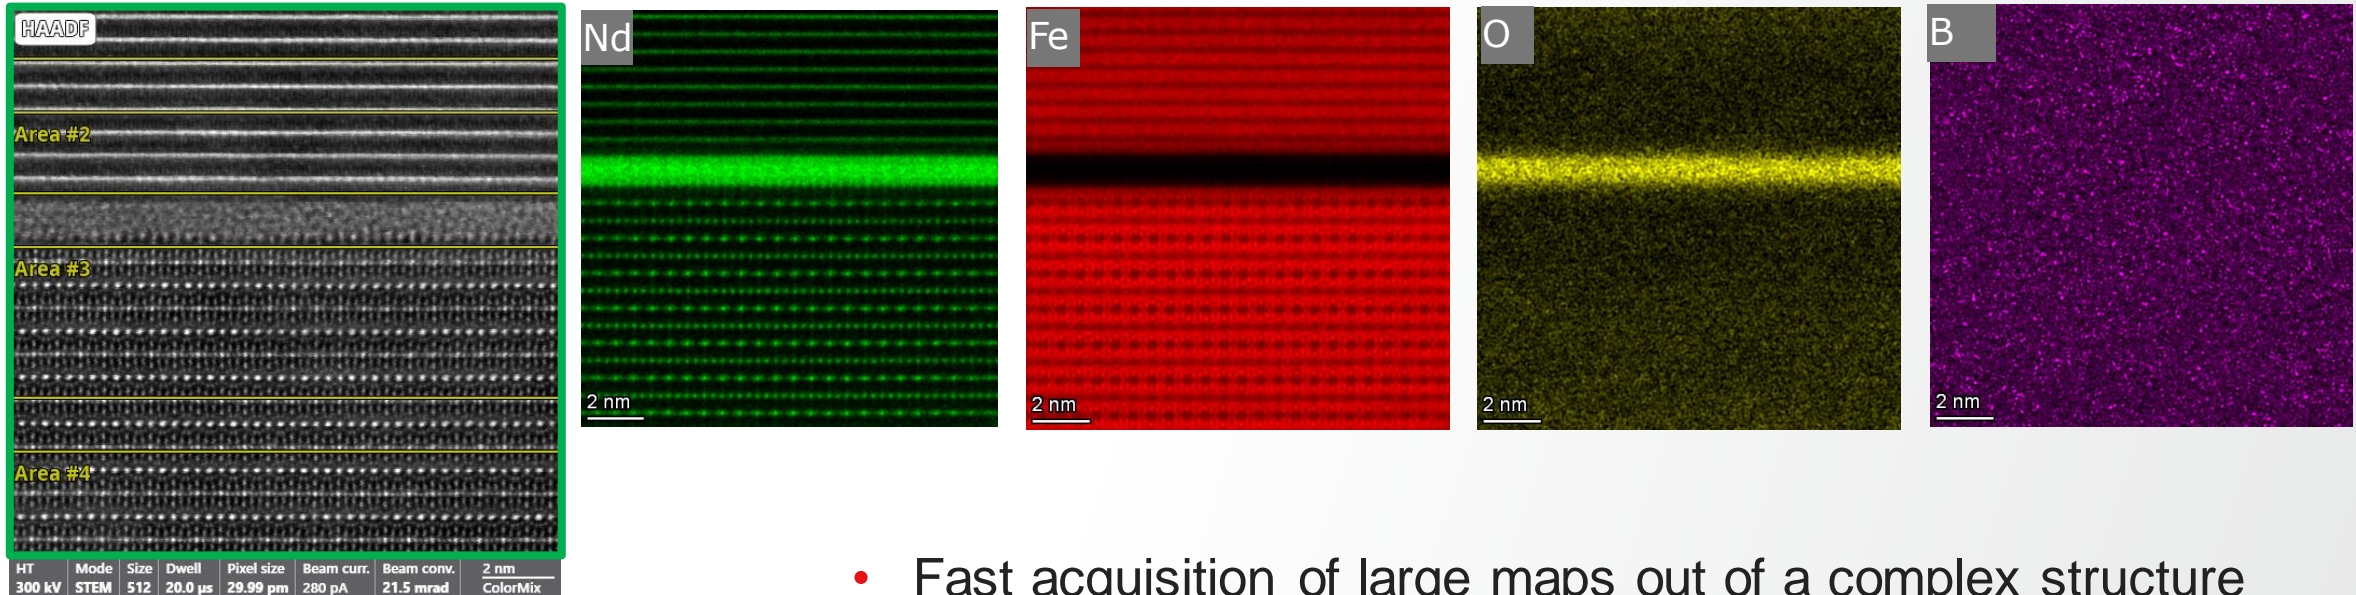 HAADF
Area #2
Area #3
Area #4
HT Mode Size Dwell Pixel size Beam curr. Beam conv. 2 nm
300 kV STEM 512 20.0 µs 29.99 pm 280 pA 21.5 mrad ColorMix
Nd
2 nm
Fe
2 nm
O
2 nm
B
2 nm
• Fast acquisition of large maps out of a complex structure